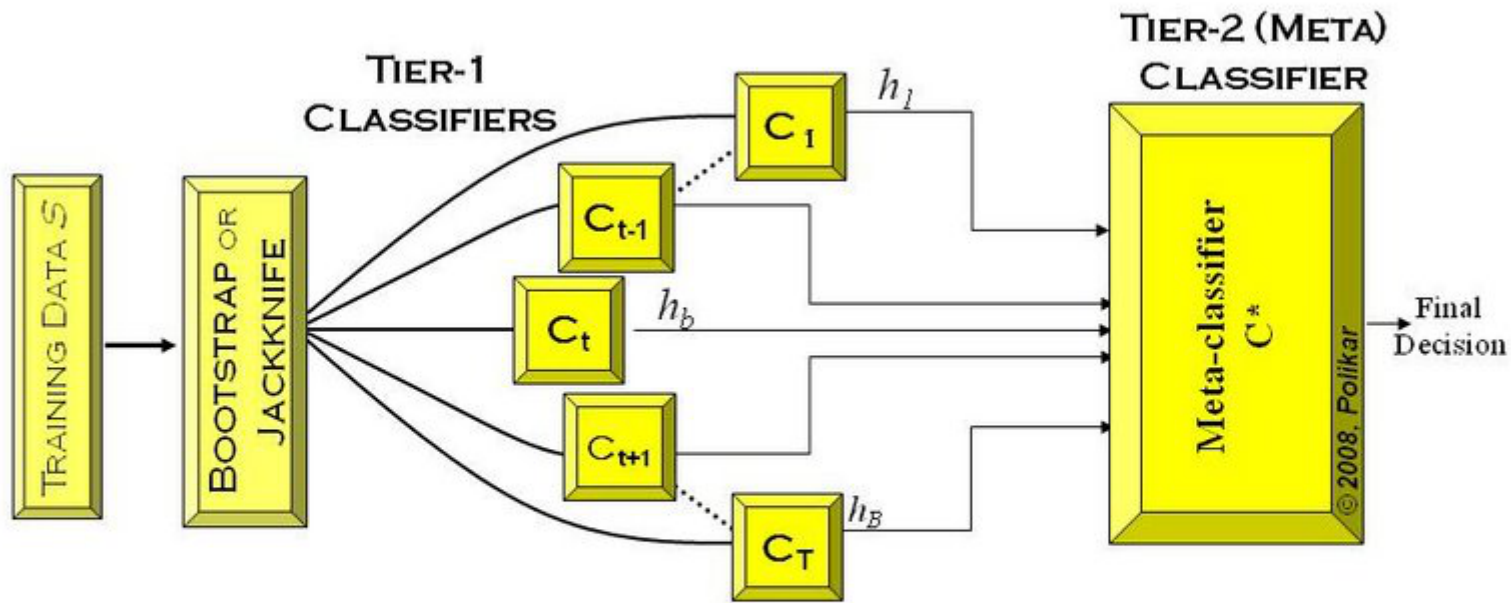 TIER-1
CLASSIFIERS
TIER-2 (META)
CLASSIFIER
TRAINING DATA S
BOOTSTRAP OR
JACKKNIFE
C1
Ct-1
Ct
Ct+1
CT
h1
hb
hB
Meta-classifier
C*
© 2008, Polikar
Final
Decision